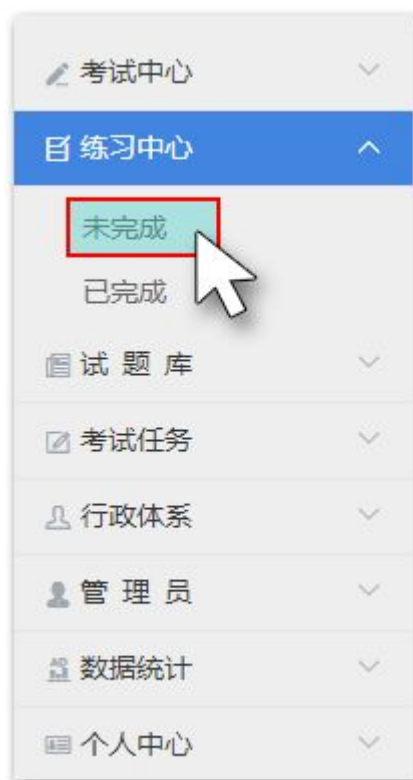 考试中心
练习中心
未完成
已完成
试 题 库
考试任务
行政体系
管 理 员
数据统计
个人中心